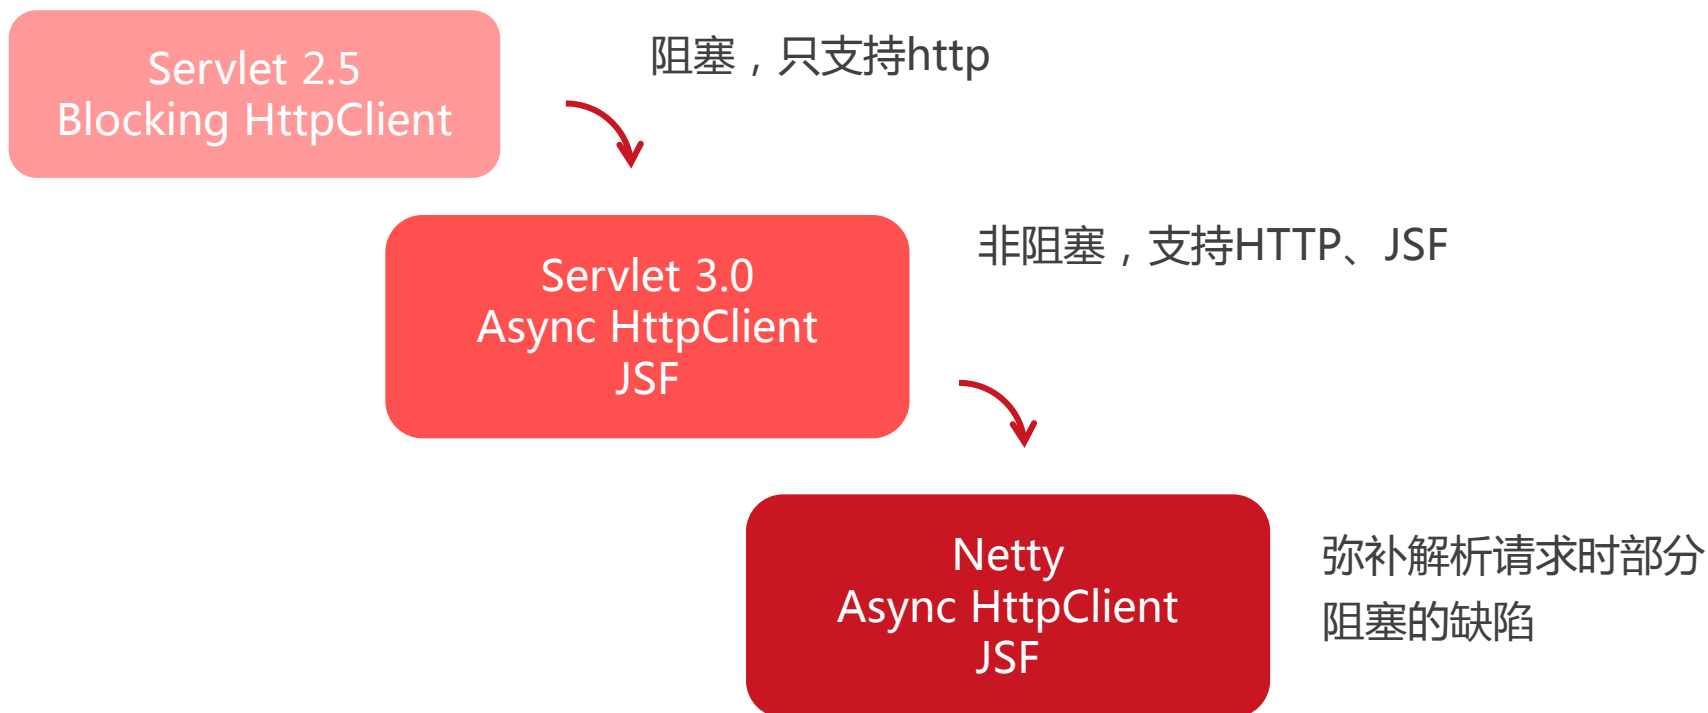 Servlet 2.5
Blocking HttpClient
阻塞，只支持http
Servlet 3.0
Async HttpClient
JSF
非阻塞，支持HTTP、JSF
Netty
Async HttpClient
JSF
弥补解析请求时部分
阻塞的缺陷